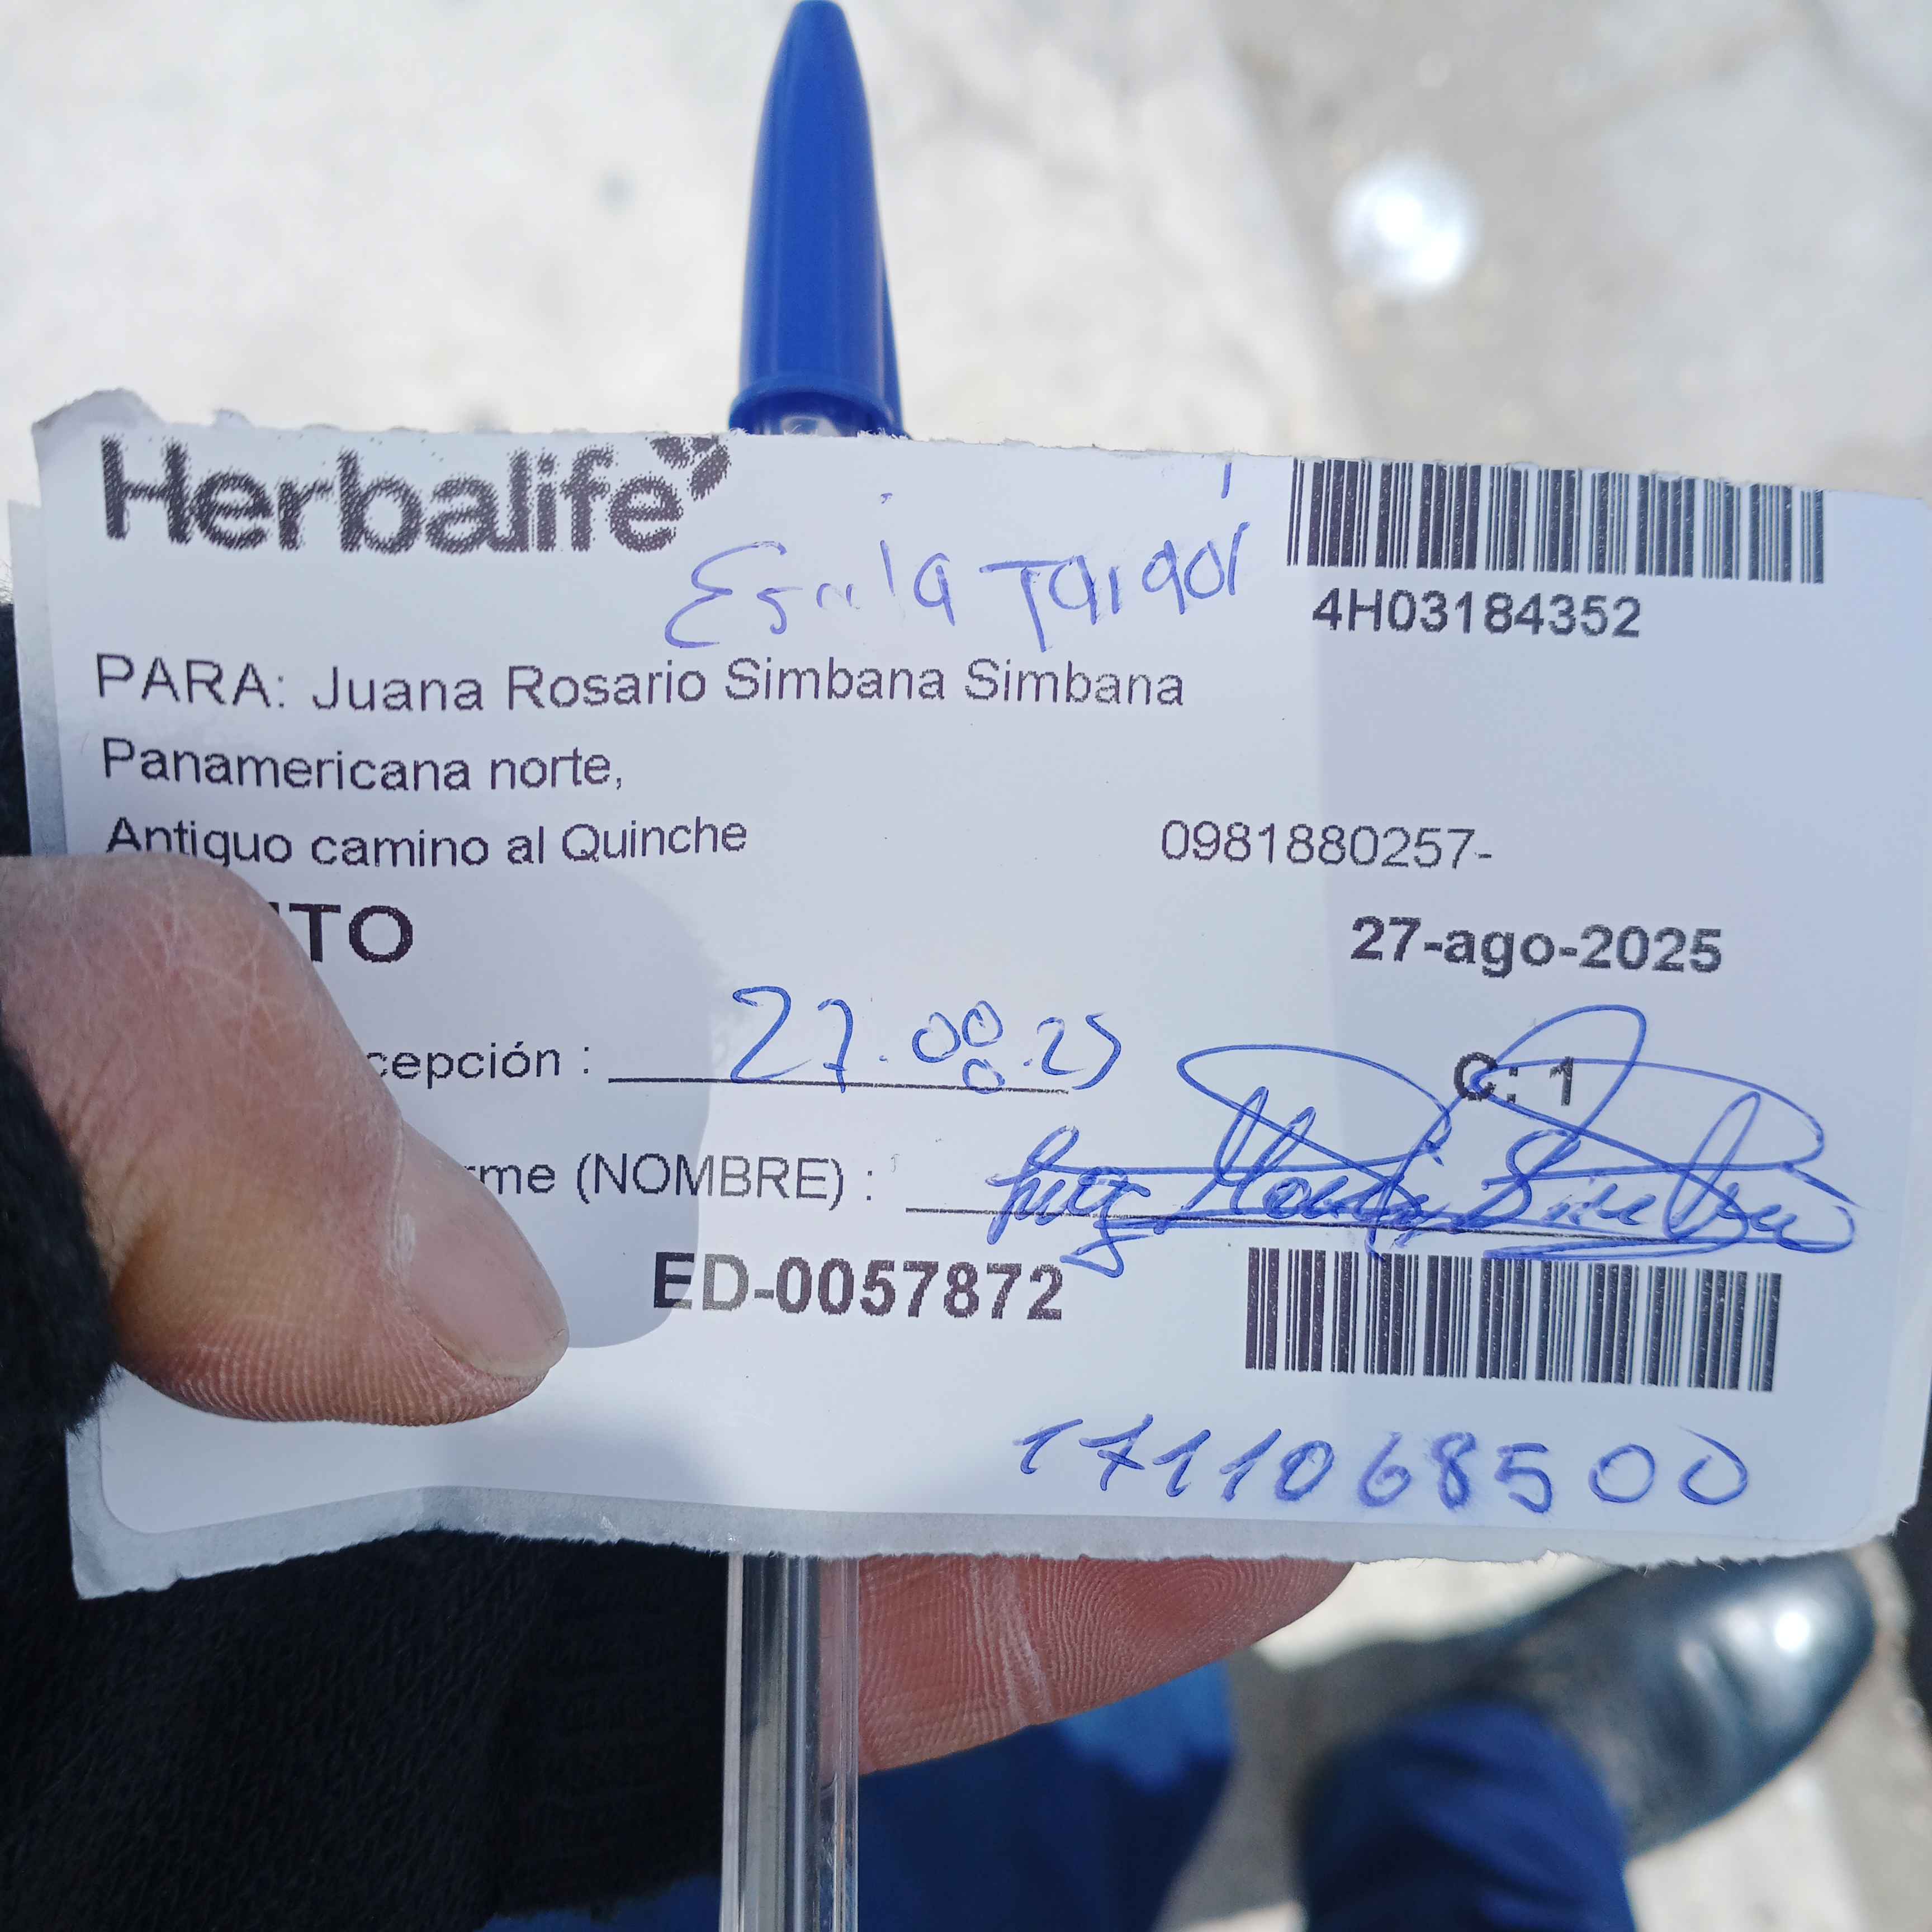 Herbalife
4H03184352
PARA: Juana Rosario Simbana Simbana
Panamericana norte,
Antiguo camino al Quinche 0981880257-
ITO 27-ago-2025
cepción : 27.08.25
C: 1
rme (NOMBRE) :
ED-0057872
1711068500